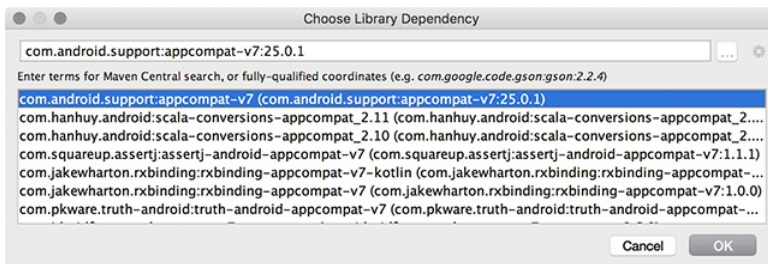 Choose Library Dependency
com.android.support:appcompat-v7:25.0.1
...
Enter terms for Maven Central search, or fully-qualified coordinates (e.g. com.google.code.gson:gson:2.2.4)
com.android.support:appcompat-v7 (com.android.support:appcompat-v7:25.0.1)
com.hanhuy.android:scala-conversions-appcompat_2.11 (com.hanhuy.android:scala-conversions-appcompat_2....
com.hanhuy.android:scala-conversions-appcompat_2.10 (com.hanhuy.android:scala-conversions-appcompat_2....
com.squareup.assertj:assertj-android-appcompat-v7 (com.squareup.assertj:assertj-android-appcompat-v7:1.1.1)
com.jakewharton.rxbinding:rxbinding-appcompat-v7-kotlin (com.jakewharton.rxbinding:rxbinding-appcompat-...
com.jakewharton.rxbinding:rxbinding-appcompat-v7 (com.jakewharton.rxbinding:rxbinding-appcompat-v7:1.0.0)
com.pkware.truth-android:truth-android-appcompat-v7 (com.pkware.truth-android:truth-android-appcompat-...
Cancel
OK